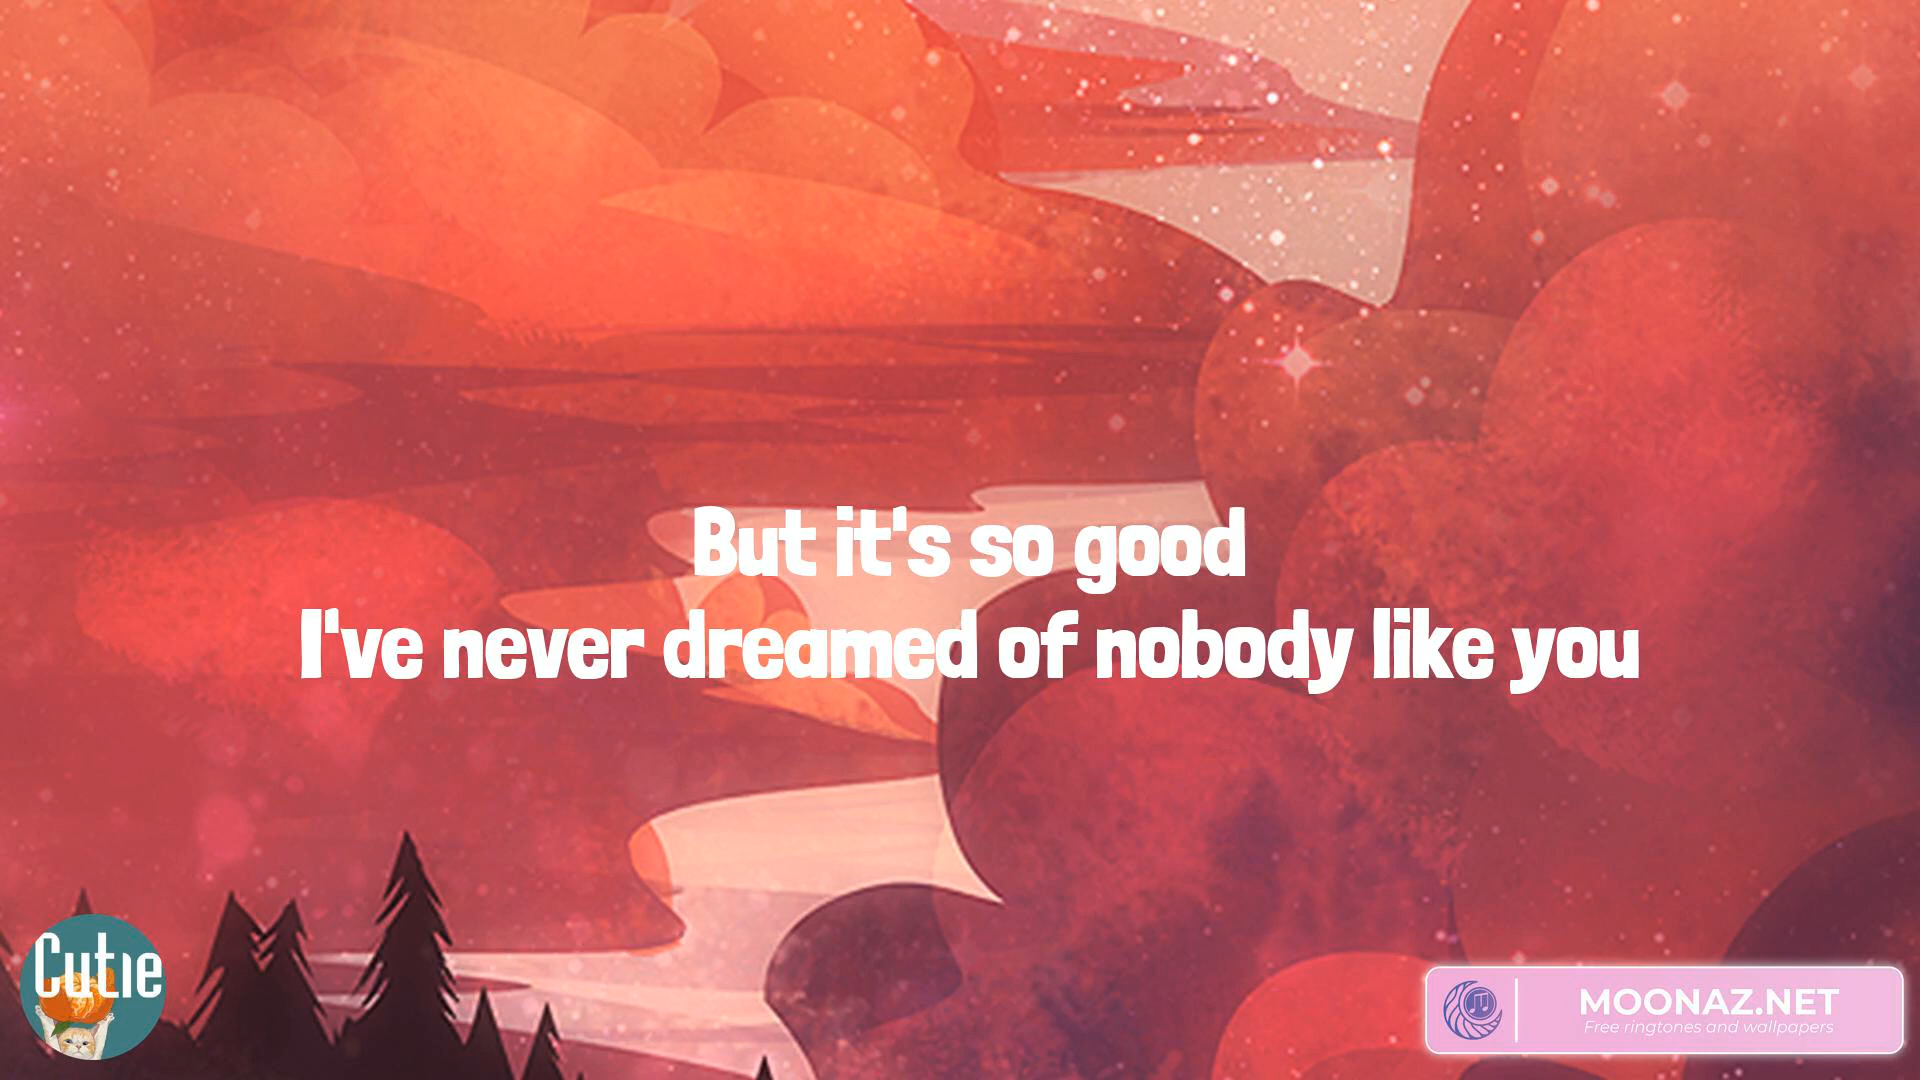 But it's so good
I've never dreamed of nobody like you
Cutie
MOONAZ.NET
Free ringtones and wallpapers